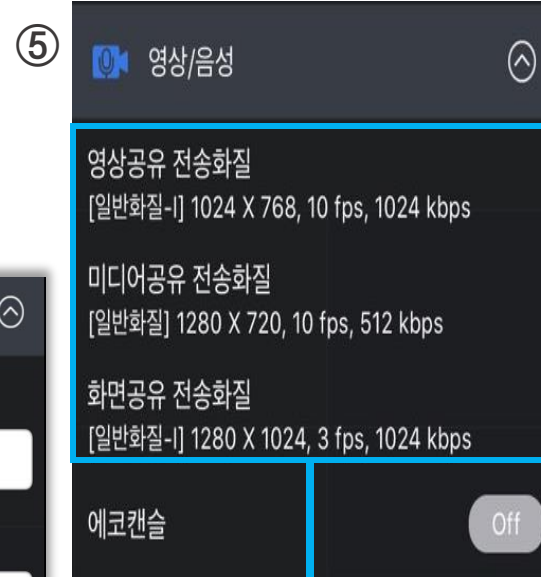 ⑤
영상/음성
영상공유 전송화질
[일반화질-I] 1024 X 768, 10 fps, 1024 kbps
미디어공유 전송화질
[일반화질] 1280 X 720, 10 fps, 512 kbps
화면공유 전송화질
[일반화질-I] 1280 X 1024, 3 fps, 1024 kbps
에코캔슬
Off